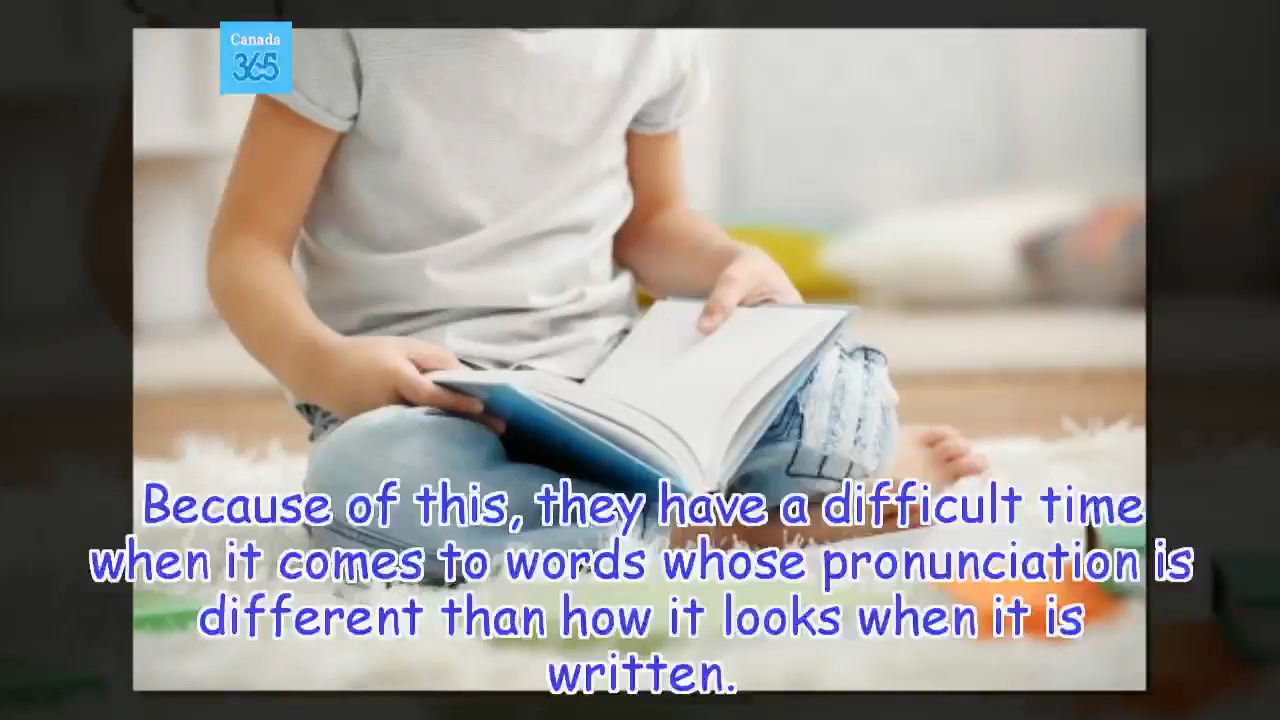 Canada
365
Because of this, they have a difficult time
when it comes to words whose pronunciation is
different than how it looks when it is
written.